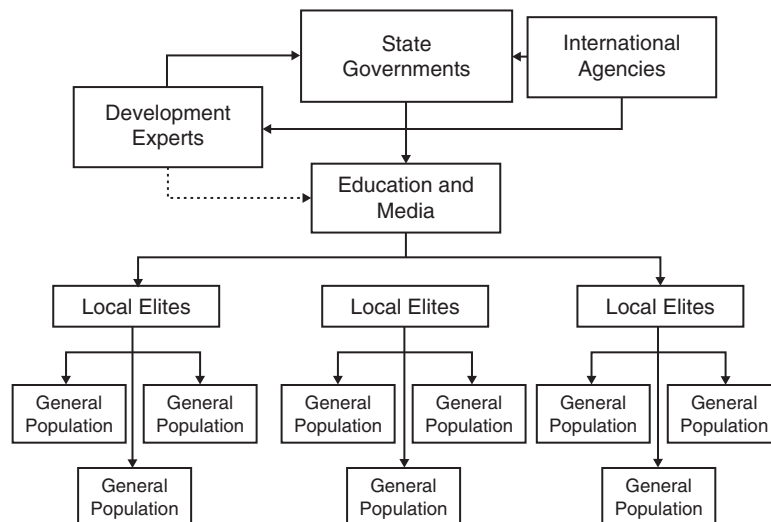 State
Governments
International
Agencies
Development
Experts
Education and
Media
Local Elites
Local Elites
Local Elites
General
Population
General
Population
General
Population
General
Population
General
Population
General
Population
General
Population
General
Population
General
Population